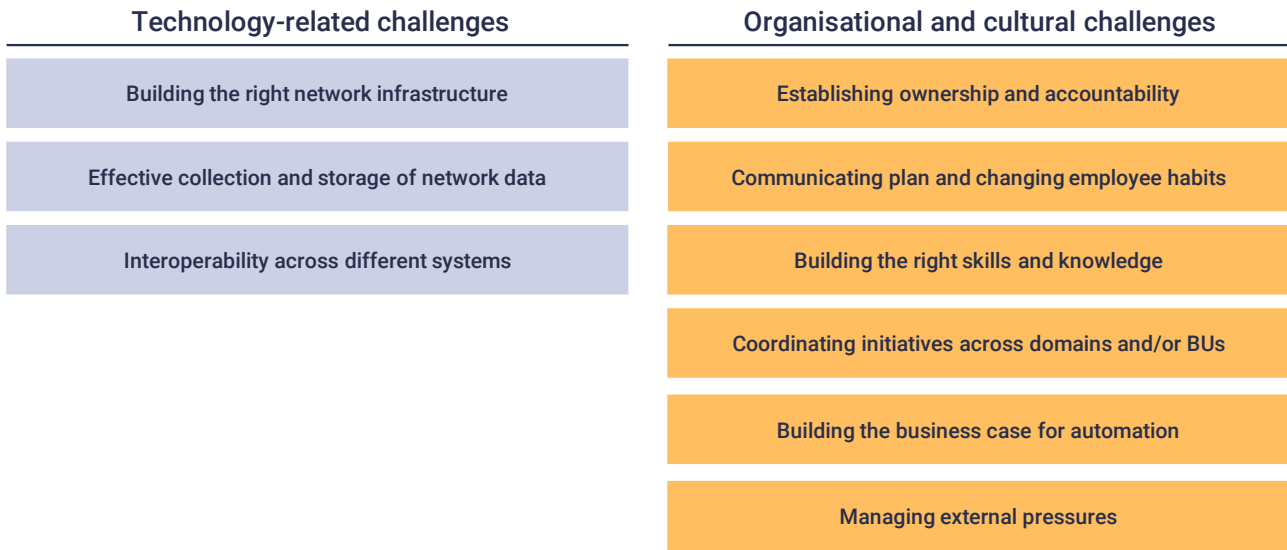 Technology-related challenges
Building the right network infrastructure
Effective collection and storage of network data
Interoperability across different systems
Organisational and cultural challenges
Establishing ownership and accountability
Communicating plan and changing employee habits
Building the right skills and knowledge
Coordinating initiatives across domains and/or BUs
Building the business case for automation
Managing external pressures